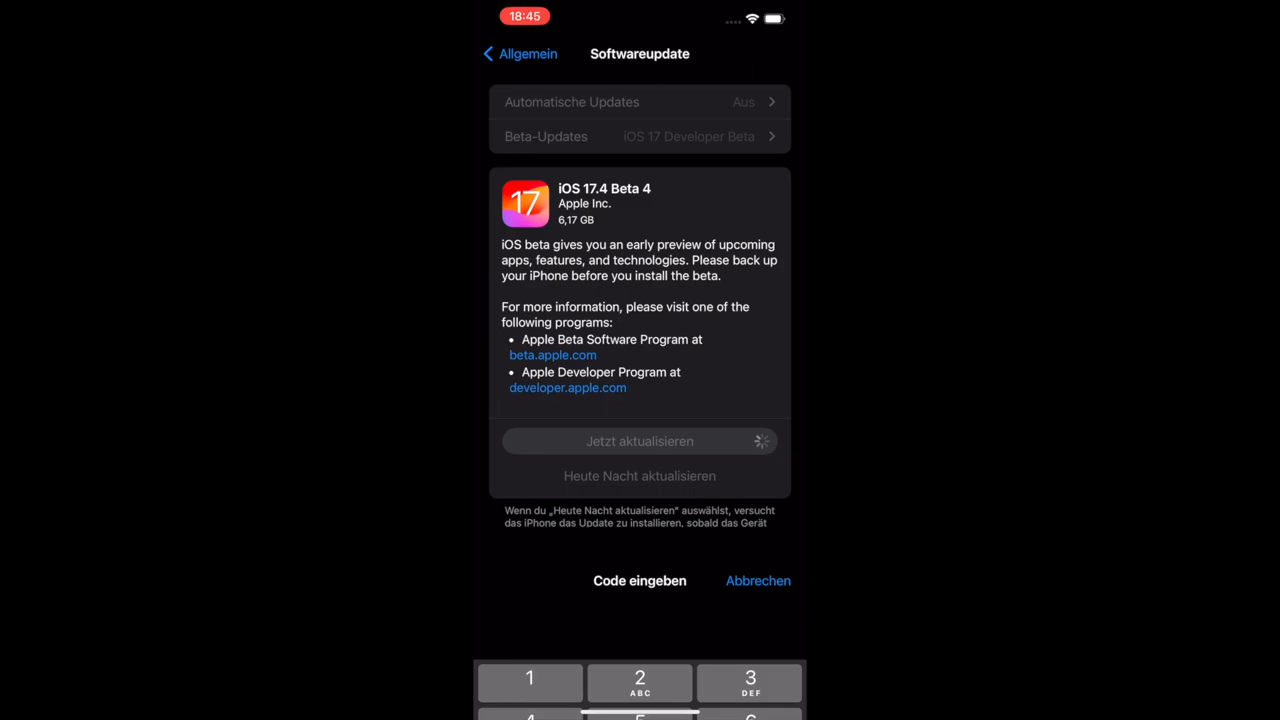 18:45
Allgemein
Softwareupdate
Automatische Updates Aus
Beta-Updates iOS 17 Developer Beta
17
iOS 17.4 Beta 4
Apple Inc.
6,17 GB
iOS beta gives you an early preview of upcoming
apps, features, and technologies. Please back up
your iPhone before you install the beta.
For more information, please visit one of the
following programs:
• Apple Beta Software Program at
beta.apple.com
• Apple Developer Program at
developer.apple.com
Jetzt aktualisieren
Heute Nacht aktualisieren
Wenn du „Heute Nacht aktualisieren“ auswählst, versucht
das iPhone das Update zu installieren, sobald das Gerät
Code eingeben Abbrechen
1 2 3
ABC DEF
4 5 6